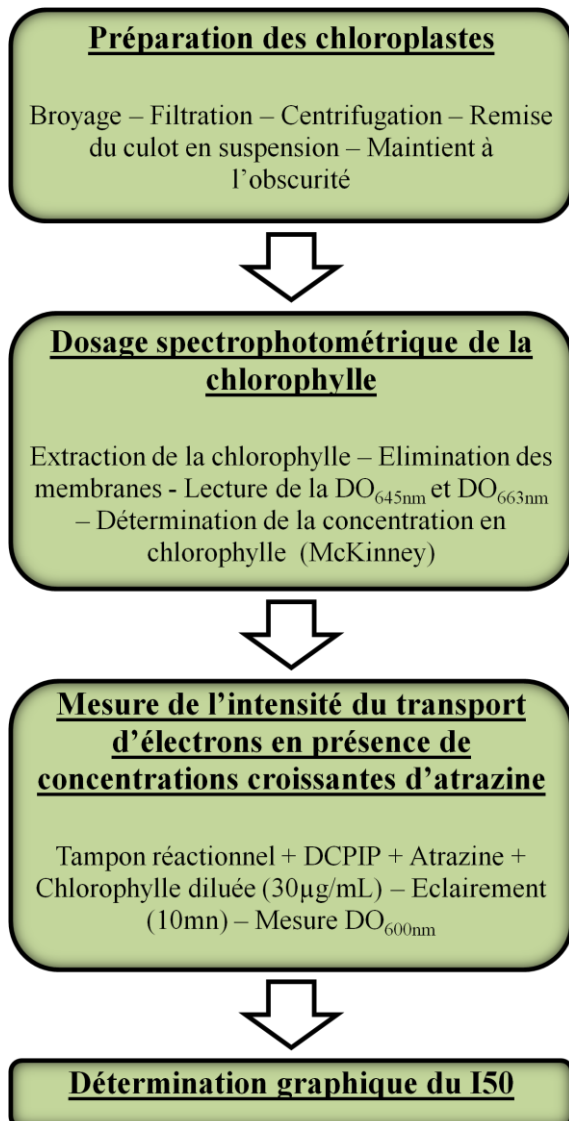 Préparation des chloroplastes
Broyage – Filtration – Centrifugation – Remise
du culot en suspension – Maintient à
l’obscurité
Dosage spectrophotométrique de la
chlorophylle
Extraction de la chlorophylle – Elimination des
membranes - Lecture de la DO645nm et DO663nm
– Détermination de la concentration en
chlorophylle (McKinney)
Mesure de l’intensité du transport
d’électrons en présence de
concentrations croissantes d’atrazine
Tampon réactionnel + DCPIP + Atrazine +
Chlorophylle diluée (30µg/mL) – Eclairement
(10mn) – Mesure DO600nm
Détermination graphique du I50